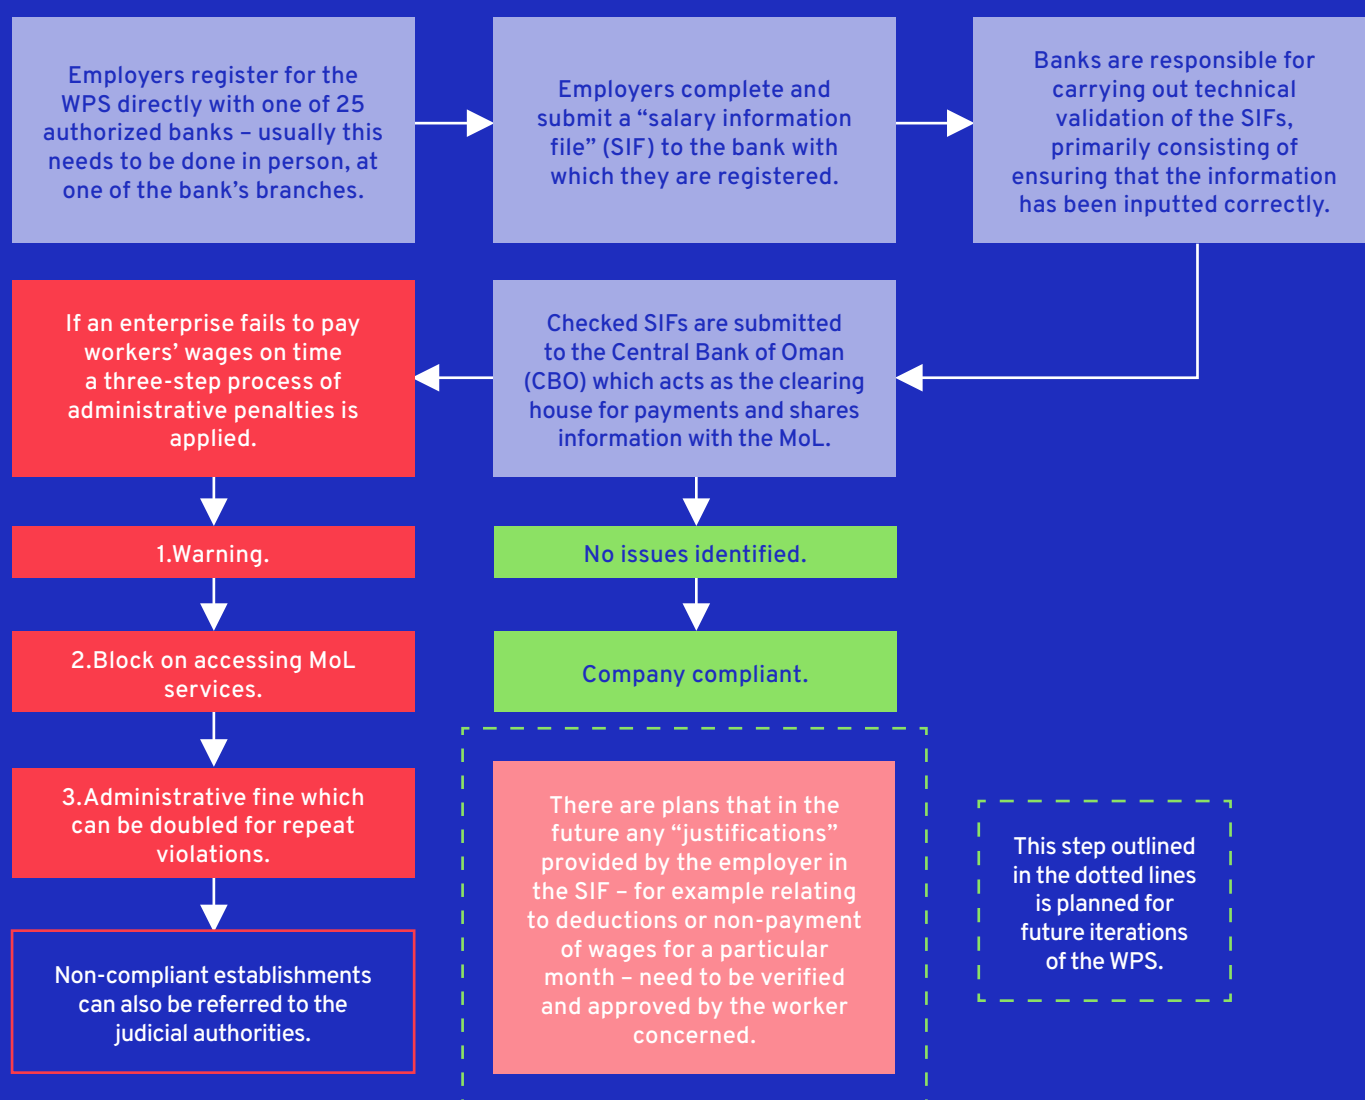 Employers register for the
WPS directly with one of 25
authorized banks – usually this
needs to be done in person, at
one of the bank’s branches.
Employers complete and
submit a “salary information
file” (SIF) to the bank with
which they are registered.
Banks are responsible for
carrying out technical
validation of the SIFs,
primarily consisting of
ensuring that the information
has been inputted correctly.
If an enterprise fails to pay
workers’ wages on time
a three-step process of
administrative penalties is
applied.
Checked SIFs are submitted
to the Central Bank of Oman
(CBO) which acts as the clearing
house for payments and shares
information with the MoL.
1.Warning.
No issues identified.
2.Block on accessing MoL
services.
Company compliant.
3.Administrative fine which
can be doubled for repeat
violations.
Non-compliant establishments
can also be referred to the
judicial authorities.
There are plans that in the
future any “justifications”
provided by the employer in
the SIF – for example relating
to deductions or non-payment
of wages for a particular
month – need to be verified
and approved by the worker
concerned.
This step outlined
in the dotted lines
is planned for
future iterations
of the WPS.